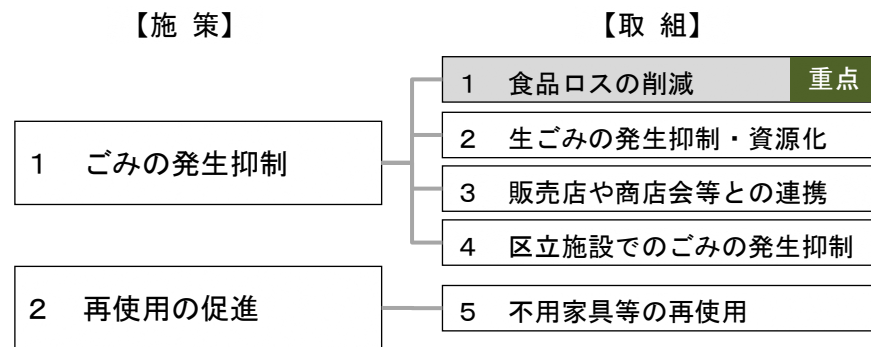 【施 策】
【取 組】
1 食品ロスの削減 重点
2 生ごみの発生抑制・資源化
1 ごみの発生抑制
3 販売店や商店会等との連携
4 区立施設でのごみの発生抑制
2 再使用の促進
5 不用家具等の再使用